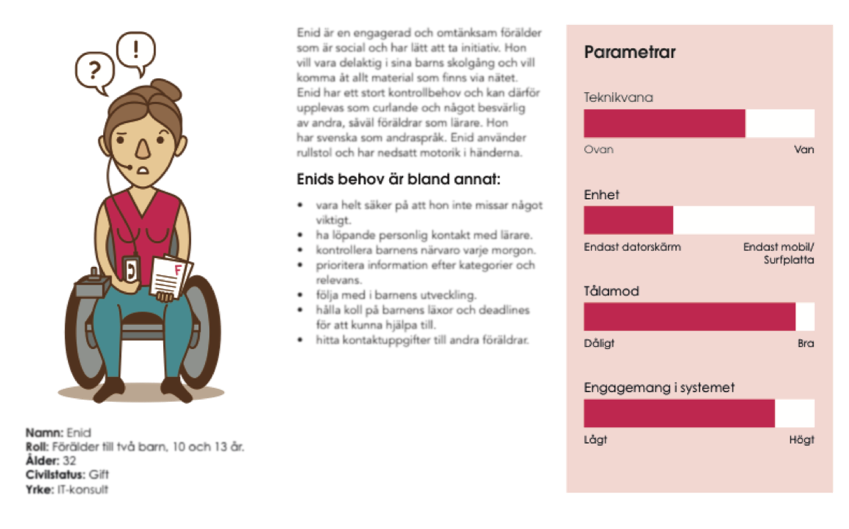 ?
!
F
Namn: Enid
Roll: Förälder till två barn, 10 och 13 år.
Ålder: 32
Civilstatus: Gift
Yrke: IT-konsult
Enid är en engagerad och omtänksam förälder
som är social och har lätt att ta initiativ. Hon
vill vara delaktig i sina barns skolgång och vill
komma åt allt material som finns via nätet.
Enid har ett stort kontrollbehov och kan därför
upplevas som curlande och något besvärlig
av andra, såväl föräldrar som lärare. Hon
har svenska som andraspråk. Enid använder
rullstol och har nedsatt motorik i händerna.
Enids behov är bland annat:
• vara helt säker på att hon inte missar något
viktigt.
• ha löpande personlig kontakt med lärare.
• kontrollera barnens närvaro varje morgon.
• prioritera information efter kategorier och
relevans.
• följa med i barnens utveckling.
• hålla koll på barnens läxor och deadlines
för att kunna hjälpa till.
• hitta kontaktuppgifter till andra föräldrar.
Parametrar
Teknikvana
Ovan Van
Enhet
Endast datorskärm Endast mobil/
Surfplatta
Tålamod
Dåligt Bra
Engagemang i systemet
Lågt Högt